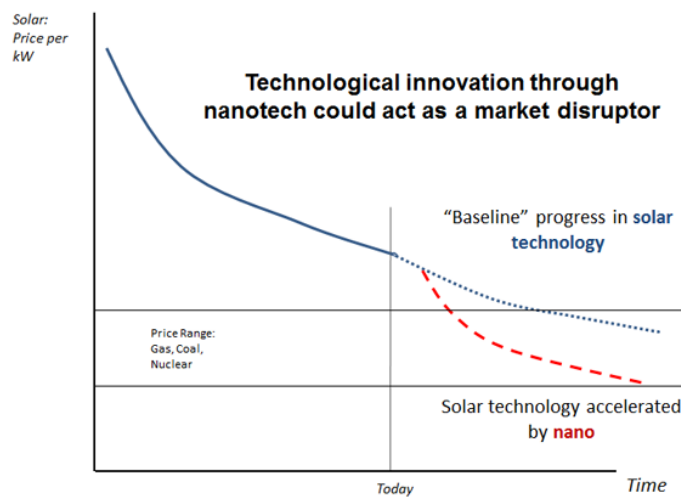 Solar:
Price per
kW
Technological innovation through
nanotech could act as a market disruptor
“Baseline” progress in solar
technology
Price Range:
Gas, Coal,
Nuclear
Solar technology accelerated
by nano
Today
Time